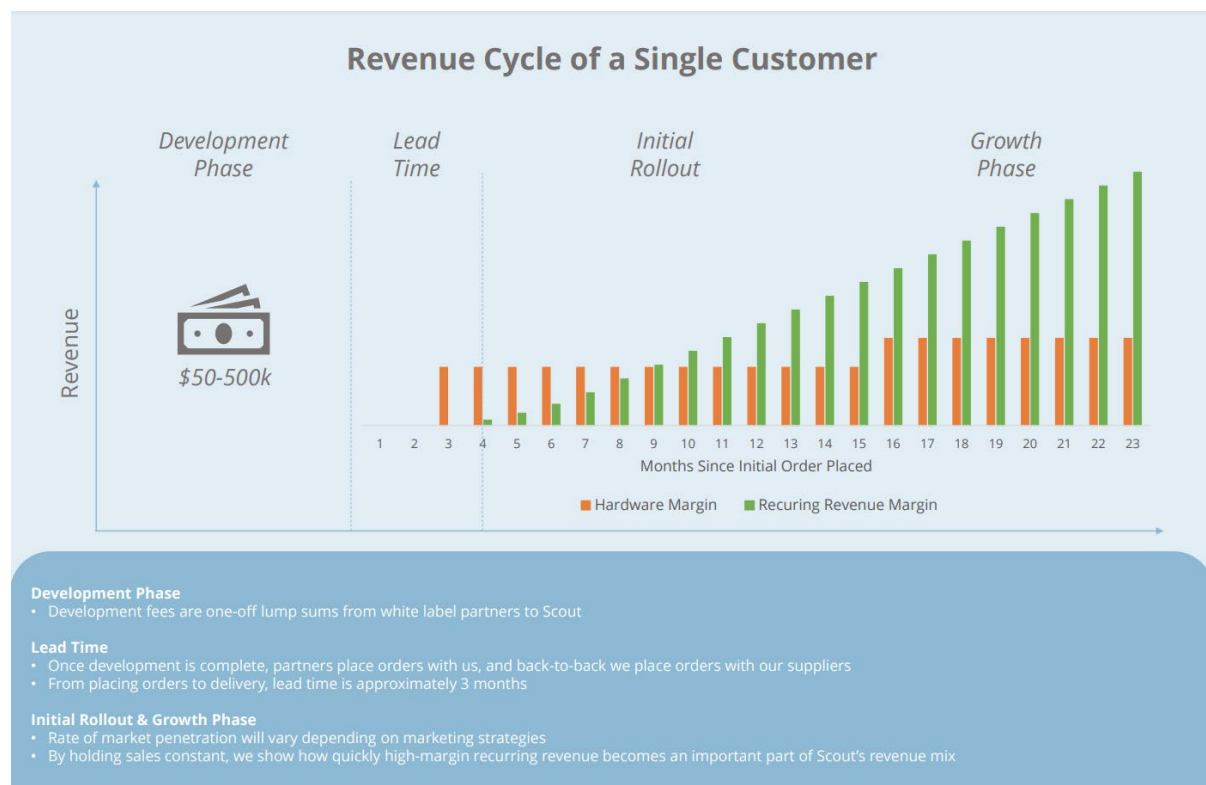 Revenue Cycle of a Single Customer
Development
Phase
Lead
Time
Initial
Rollout
Growth
Phase
Revenue
$50-500k
1 2 3 4 5 6 7 8 9 10 11 12 13 14 15 16 17 18 19 20 21 22 23
Months Since Initial Order Placed
Hardware Margin Recuring Revenue Margin
Development Phase
• Development fees are one-off lump sums from white label partners to Scout
Lead Time
• Once development is complete, partners place orders with us, and back-to-back we place orders with our suppliers
• From placing orders to delivery, lead time is approximately 3 months
Initial Rollout & Growth Phase
• Rate of market penetration will vary depending on marketing strategies
• By holding sales constant, we show how quickly high-margin recurring revenue becomes an important part of Scout's revenue mix